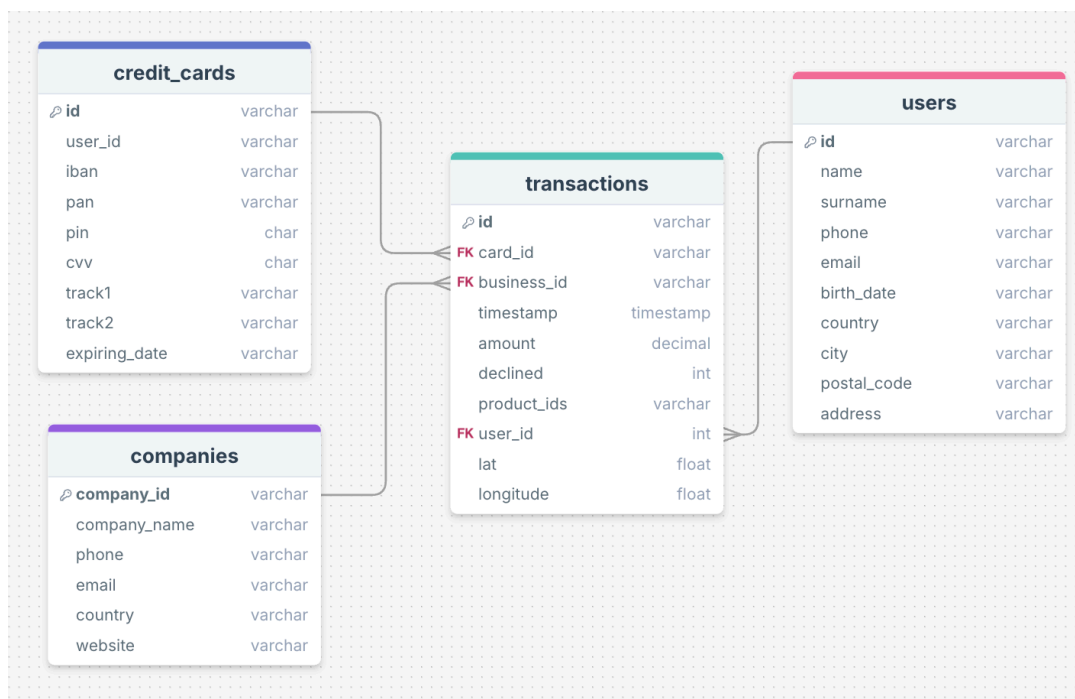 credit_cards
id varchar
user_id varchar
iban varchar
pan varchar
pin char
cvv char
track1 varchar
track2 varchar
expiring_date varchar
companies
company_id varchar
company_name varchar
phone varchar
email varchar
country varchar
website varchar
transactions
id varchar
FK card_id varchar
FK business_id varchar
timestamp timestamp
amount decimal
declined int
product_ids varchar
FK user_id int
lat float
longitude float
users
id varchar
name varchar
surname varchar
phone varchar
email varchar
birth_date varchar
country varchar
city varchar
postal_code varchar
address varchar